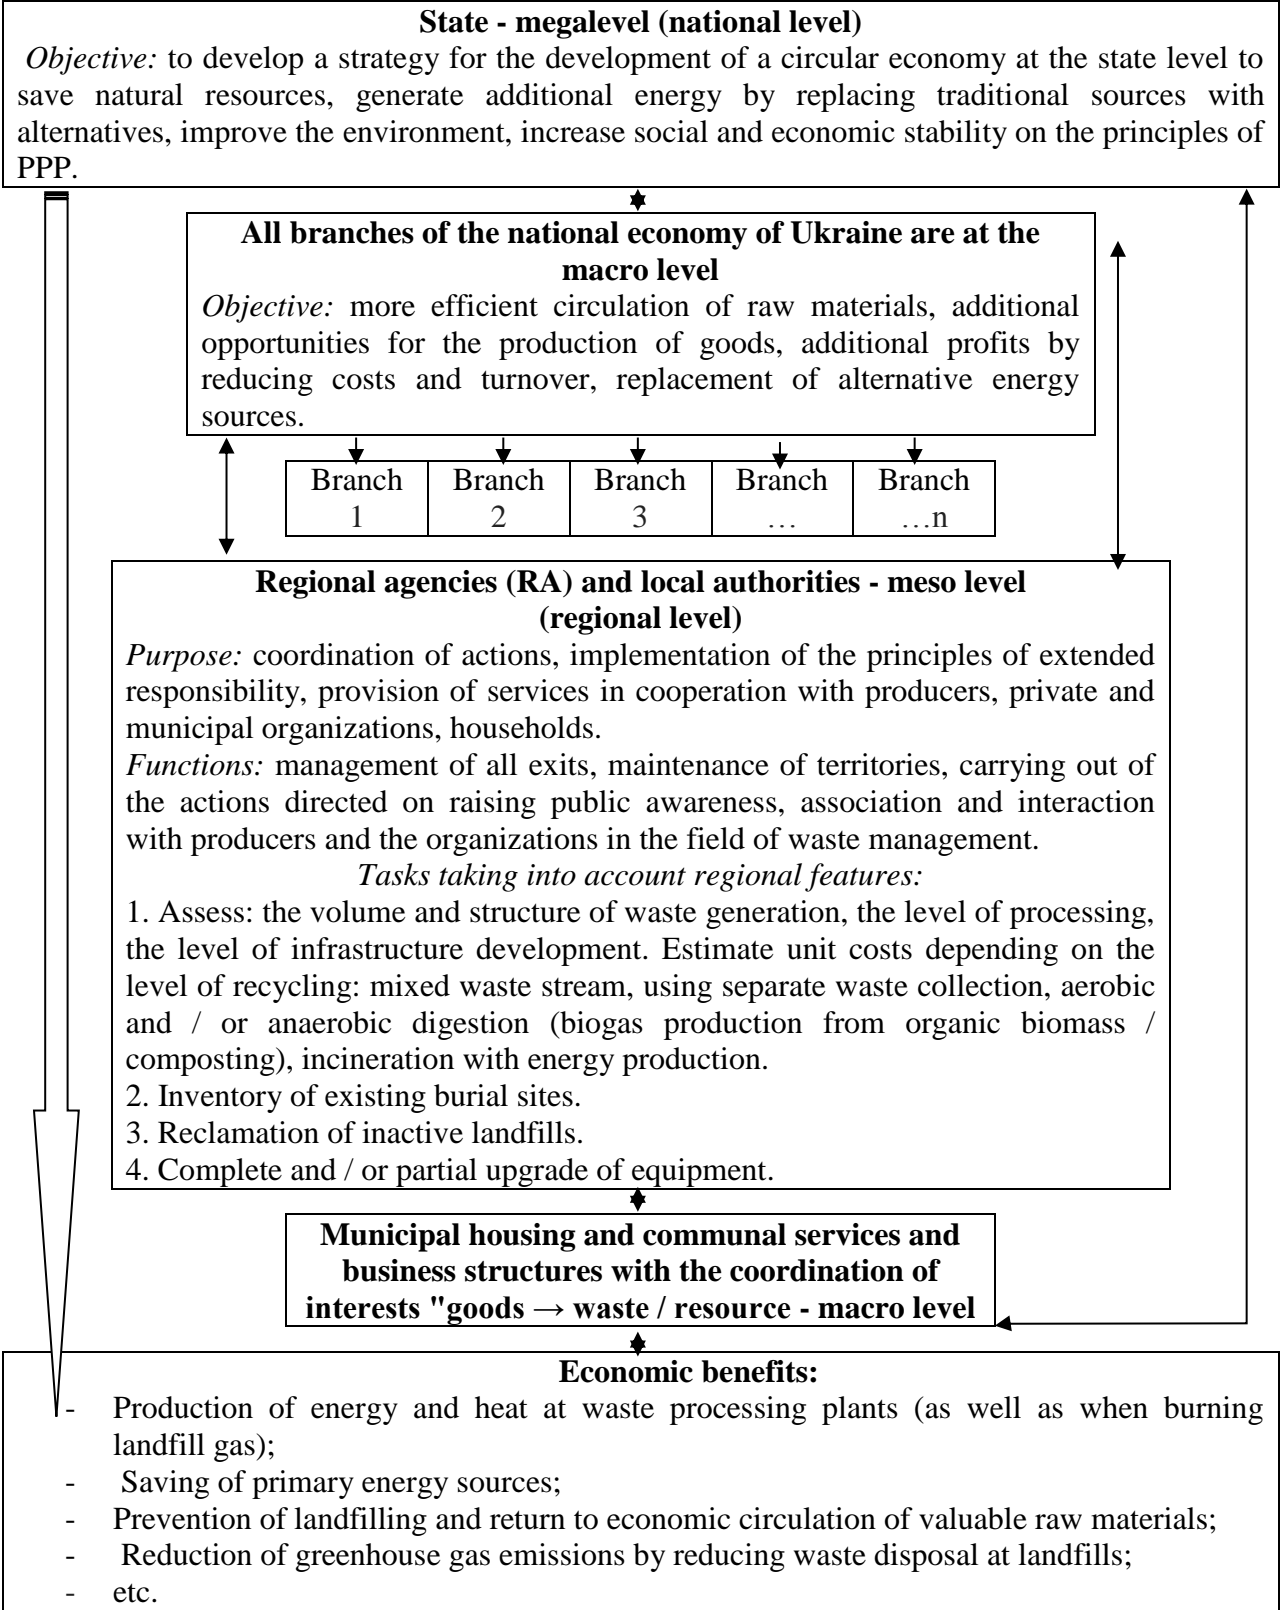 State - megalevel (national level)
Objective: to develop a strategy for the development of a circular economy at the state level to
save natural resources, generate additional energy by replacing traditional sources with
alternatives, improve the environment, increase social and economic stability on the principles of
PPP.
All branches of the national economy of Ukraine are at the
macro level
Objective: more efficient circulation of raw materials, additional
opportunities for the production of goods, additional profits by
reducing costs and turnover, replacement of alternative energy
sources.
Branch Branch Branch Branch Branch
1 2 3 … …n
Regional agencies (RA) and local authorities - meso level
(regional level)
Purpose: coordination of actions, implementation of the principles of extended
responsibility, provision of services in cooperation with producers, private and
municipal organizations, households.
Functions: management of all exits, maintenance of territories, carrying out of
the actions directed on raising public awareness, association and interaction
with producers and the organizations in the field of waste management.
Tasks taking into account regional features:
1. Assess: the volume and structure of waste generation, the level of processing,
the level of infrastructure development. Estimate unit costs depending on the
level of recycling: mixed waste stream, using separate waste collection, aerobic
and / or anaerobic digestion (biogas production from organic biomass /
composting), incineration with energy production.
2. Inventory of existing burial sites.
3. Reclamation of inactive landfills.
4. Complete and / or partial upgrade of equipment.
Municipal housing and communal services and
business structures with the coordination of
interests "goods → waste / resource - macro level
Economic benefits:
- Production of energy and heat at waste processing plants (as well as when burning
landfill gas);
- Saving of primary energy sources;
- Prevention of landfilling and return to economic circulation of valuable raw materials;
- Reduction of greenhouse gas emissions by reducing waste disposal at landfills;
- etc.